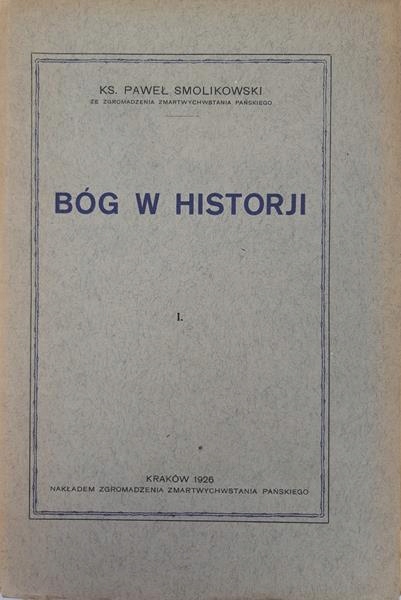 KS. PAWEŁ SMOLIKOWSKI
ZE ZGROMADZENIA ZMARTWYCHWSTANIA PAŃSKIEGO
BÓG W HISTORJI
I.
KRAKÓW 1926
NAKŁADEM ZGROMADZENIA ZMARTWYCHWSTANIA PAŃSKIEGO